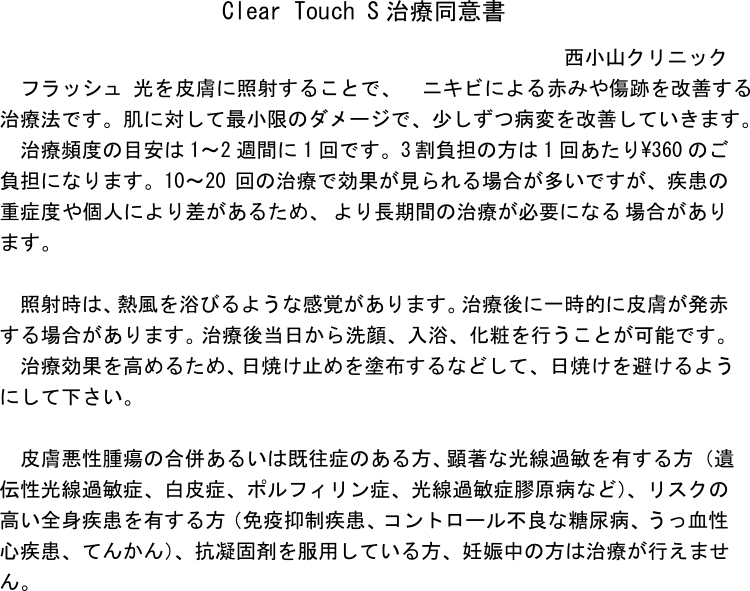 Clear Touch S 治療同意書
西小山クリニック
フラッシュ 光を皮膚に照射することで、　ニキビによる赤みや傷跡を改善する
治療法です。肌に対して最小限のダメージで、少しずつ病変を改善していきます。
治療頻度の目安は1～2週間に1回です。3割負担の方は1回あたり¥360のご
負担になります。10～20 回の治療で効果が見られる場合が多いですが、疾患の
重症度や個人により差があるため、より長期間の治療が必要になる場合があり
ます。
照射時は、熱風を浴びるような感覚があります。治療後に一時的に皮膚が発赤
する場合があります。治療後当日から洗顔、入浴、化粧を行うことが可能です。
治療効果を高めるため、日焼け止めを塗布するなどして、日焼けを避けるよう
にして下さい。
皮膚悪性腫瘍の合併あるいは既往症のある方、顕著な光線過敏を有する方（遺
伝性光線過敏症、白皮症、ポルフィリン症、光線過敏症膠原病など）、リスクの
高い全身疾患を有する方（免疫抑制疾患、コントロール不良な糖尿病、うっ血性
心疾患、てんかん）、抗凝固剤を服用している方、妊娠中の方は治療が行えませ
ん。